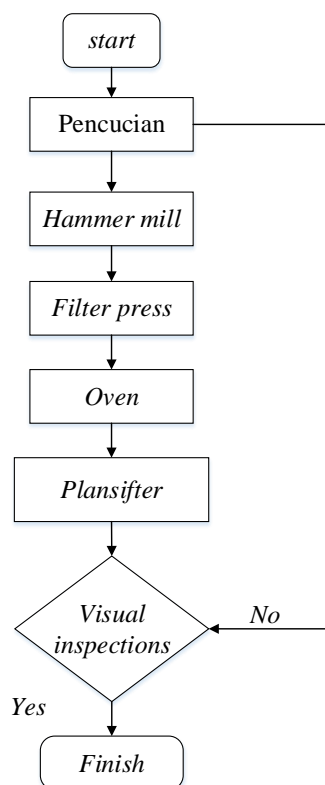 start
Pencucian
Hammer mill
Filter press
Oven
Plansifter
Visual
inspections
No
Yes
Finish